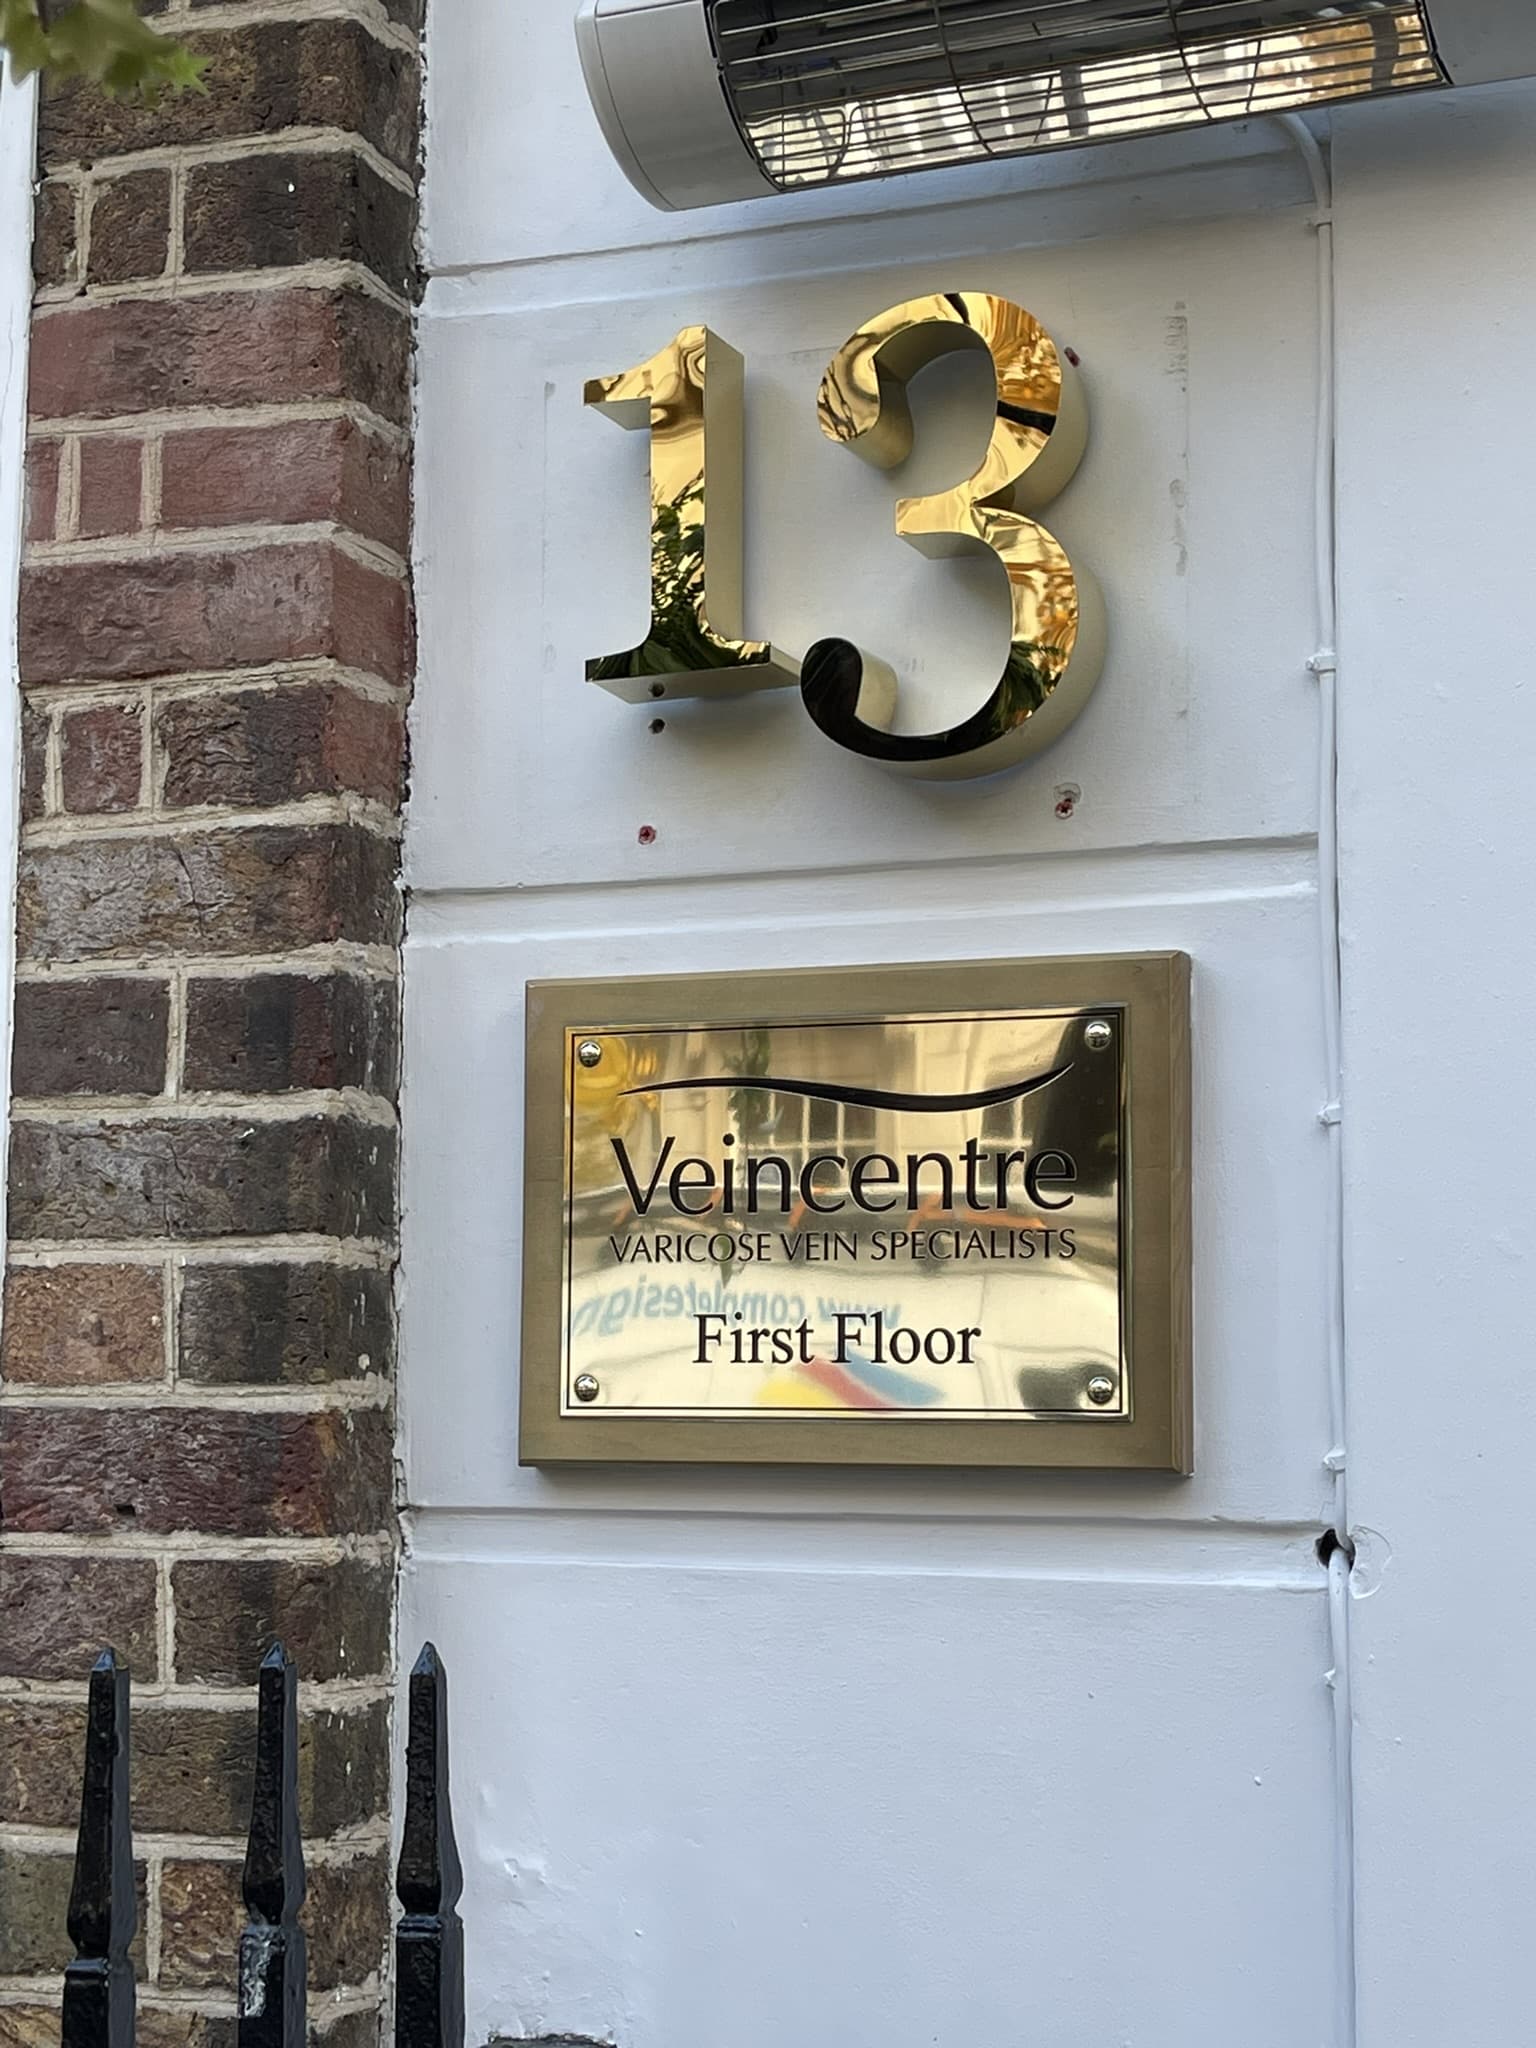 13
Veincentre
VARICOSE VEIN SPECIALISTS
First Floor